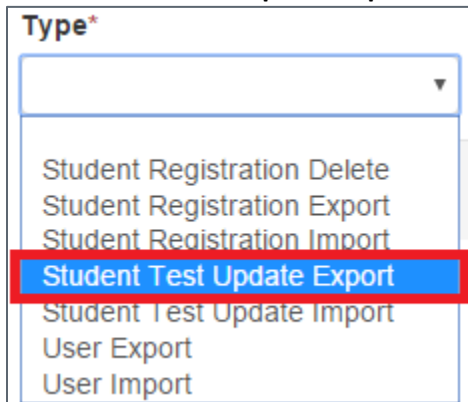 Type*
Student Registration Delete
Student Registration Export
Student Registration Import
Student Test Update Export
Student Test Update Import
User Export
User Import